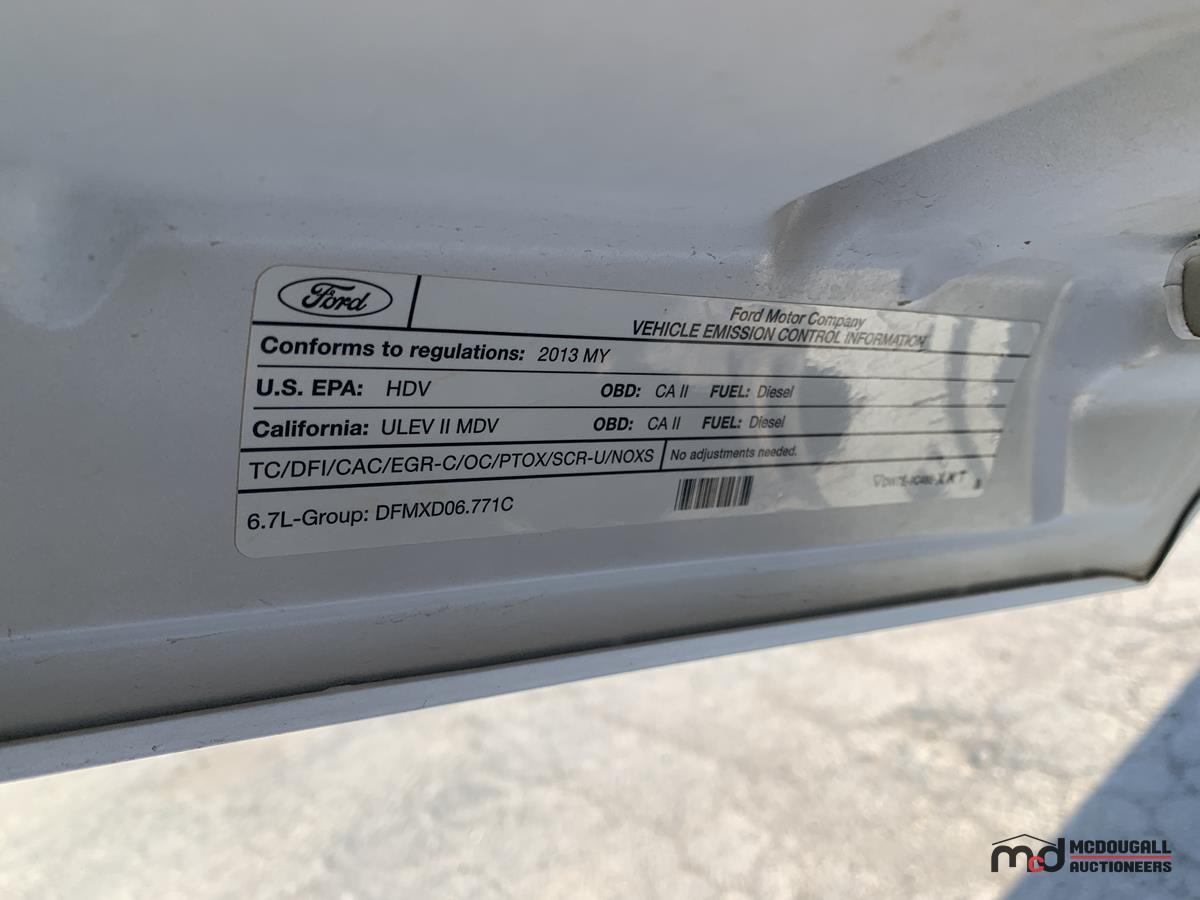 Ford
Ford Motor Company
VEHICLE EMISSION CONTROL INFORMATION
Conforms to regulations: 2013 MY
U.S. EPA: HDV OBD: CA II FUEL: Diesel
California: ULEV II MDV OBD: CA II FUEL: Diesel
TC/DFI/CAC/EGR-C/OC/PTOX/SCR-U/NOXS No adjustments needed.
6.7L-Group: DFMXD06.771C
XKT
mcd MCDOUGALL
AUCTIONEERS